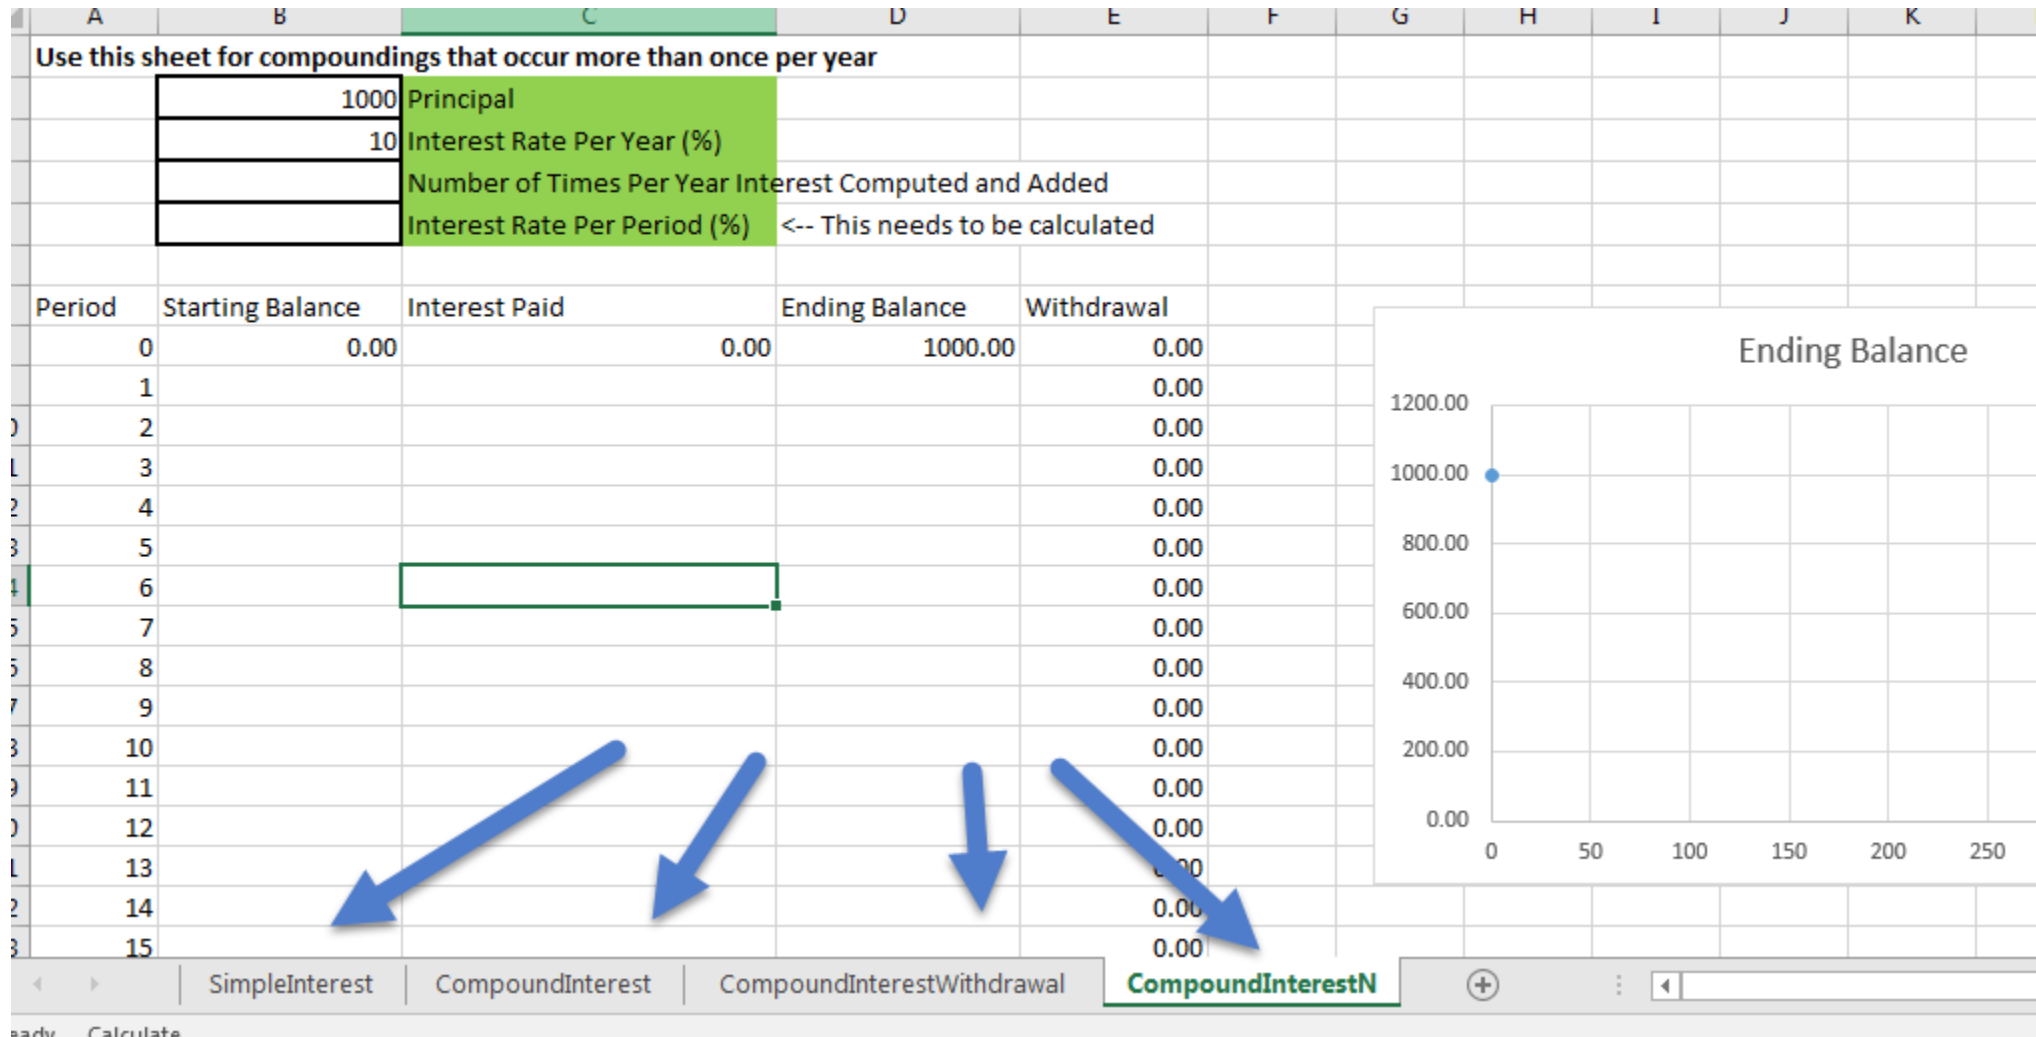 A B C D E F G H I J K
Use this sheet for compoundings that occur more than once per year
1000 Principal
10 Interest Rate Per Year (%)
Number of Times Per Year Interest Computed and Added
Interest Rate Per Period (%) <-- This needs to be calculated
Period Starting Balance Interest Paid Ending Balance Withdrawal
0 0.00 0.00 1000.00 0.00
1 0.00
2 0.00
3 0.00
4 0.00
5 0.00
6 0.00
7 0.00
8 0.00
9 0.00
10 0.00
11 0.00
12 0.00
13 0.00
14 0.00
15 0.00
Ending Balance
1200.00
1000.00
800.00
600.00
400.00
200.00
0.00
0 50 100 150 200 250
SimpleInterest CompoundInterest CompoundInterestWithdrawal CompoundInterestN
Calculate